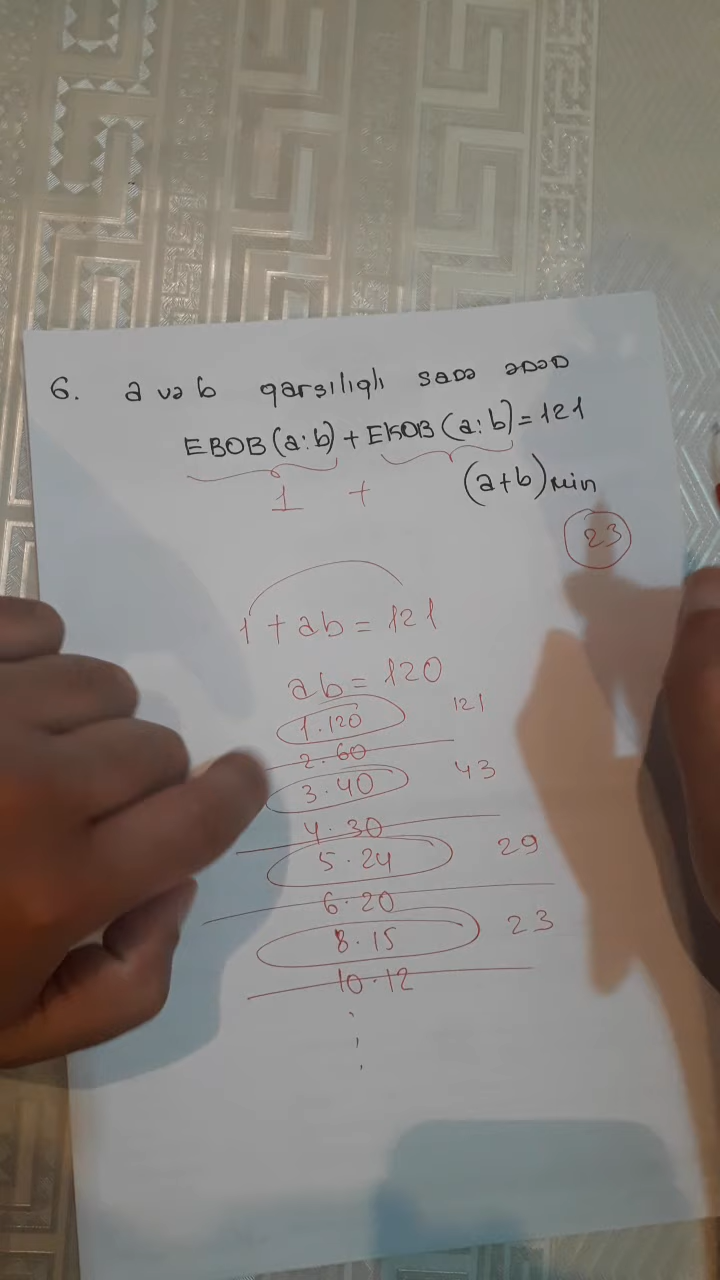 6. a və b qarşılıqlı sadə ədəd
EBOB(a:b) + EKOB(a:b) = 121
1 + (a+b)min
23
1 + ab = 121
ab = 120
1·120 121
2·60
3·40 43
4·30
5·24 29
6·20
8·15 23
10·12